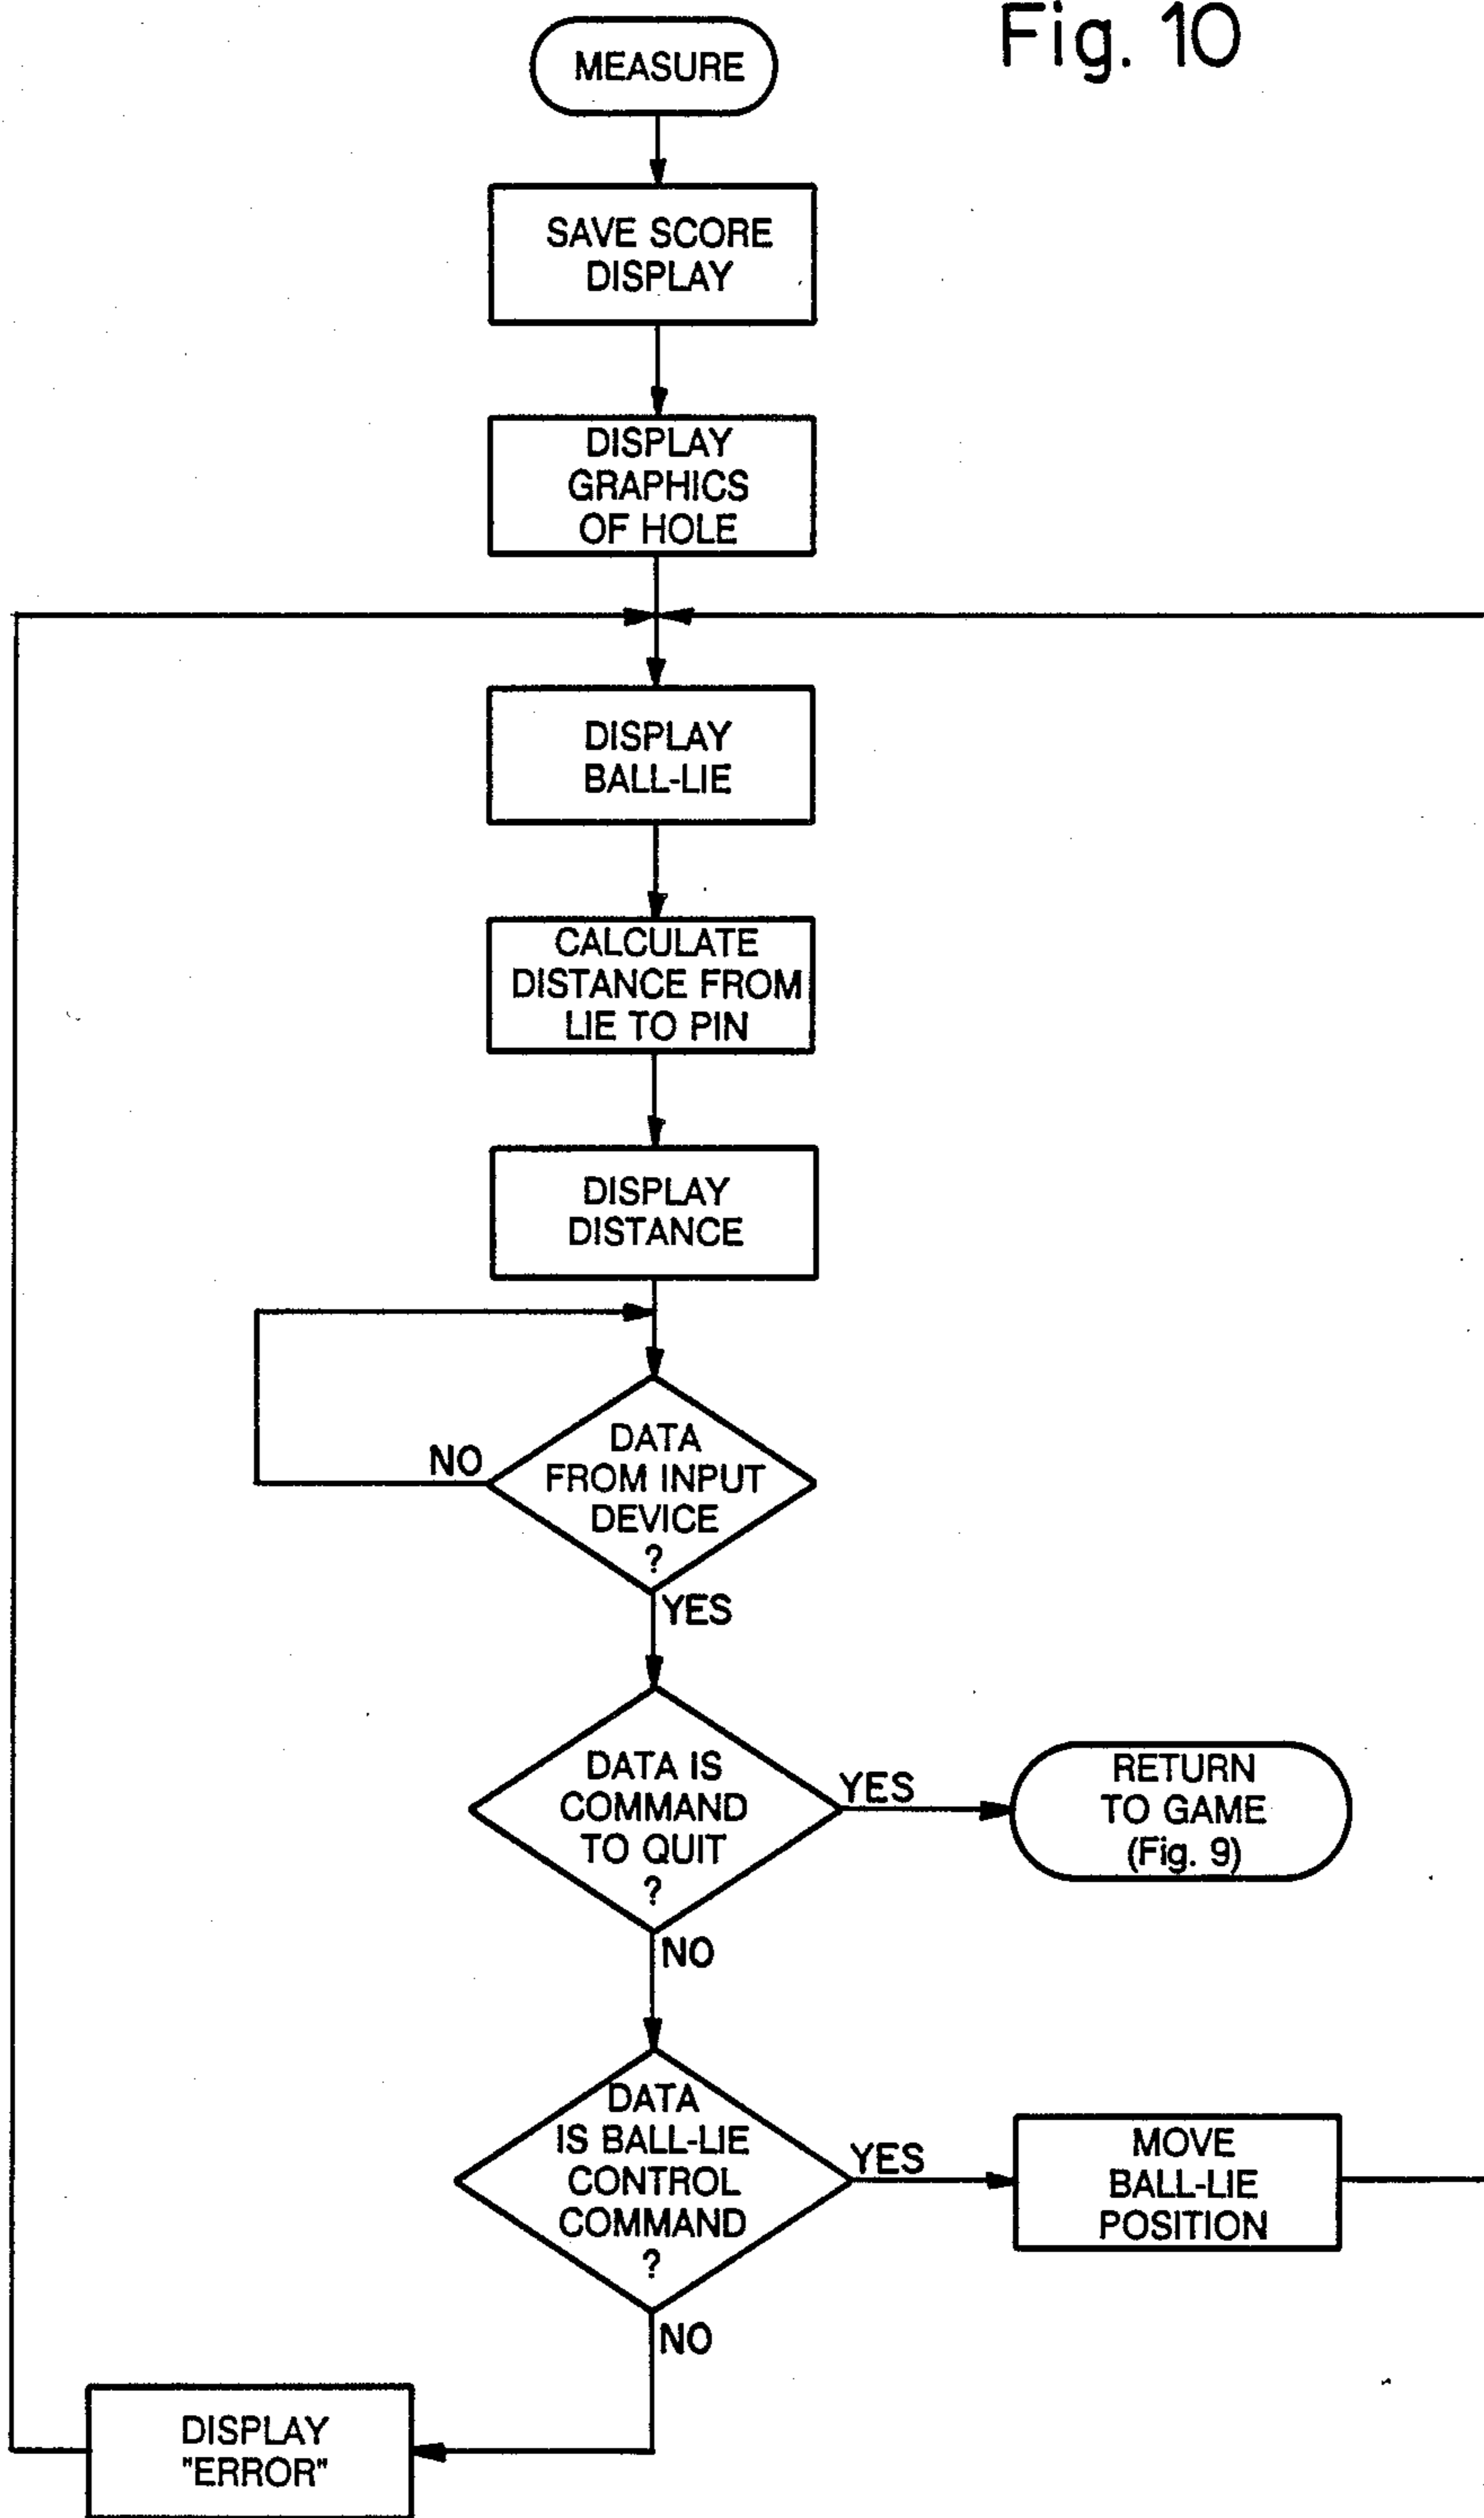 Fig. 10
MEASURE
SAVE SCORE
DISPLAY
DISPLAY
GRAPHICS
OF HOLE
DISPLAY
BALL-LIE
CALCULATE
DISTANCE FROM
LIE TO PIN
DISPLAY
DISTANCE
DATA
FROM INPUT
DEVICE
?
NO
YES
DATA IS
COMMAND
TO QUIT
?
YES
RETURN
TO GAME
(Fig. 9)
NO
DATA
IS BALL-LIE
CONTROL
COMMAND
?
YES
MOVE
BALL-LIE
POSITION
NO
DISPLAY
"ERROR"